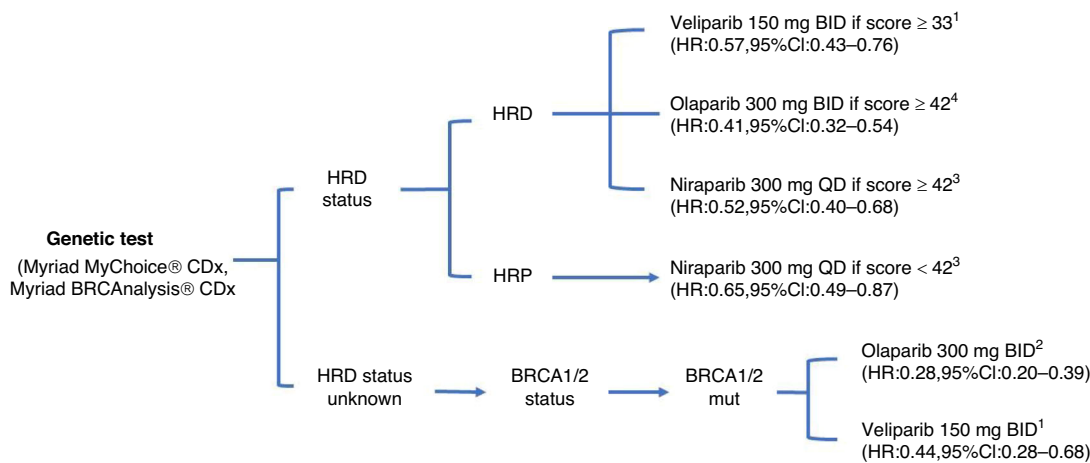 Veliparib 150 mg BID if score ≥ 33¹
(HR:0.57,95%CI:0.43–0.76)
Olaparib 300 mg BID if score ≥ 42⁴
(HR:0.41,95%CI:0.32–0.54)
HRD
HRD
status
Niraparib 300 mg QD if score ≥ 42³
(HR:0.52,95%CI:0.40–0.68)
Genetic test
(Myriad MyChoice® CDx,
Myriad BRCAnalysis® CDx
HRP
Niraparib 300 mg QD if score < 42³
(HR:0.65,95%CI:0.49–0.87)
HRD status
unknown
BRCA1/2
status
BRCA1/2
mut
Olaparib 300 mg BID²
(HR:0.28,95%CI:0.20–0.39)
Veliparib 150 mg BID¹
(HR:0.44,95%CI:0.28–0.68)